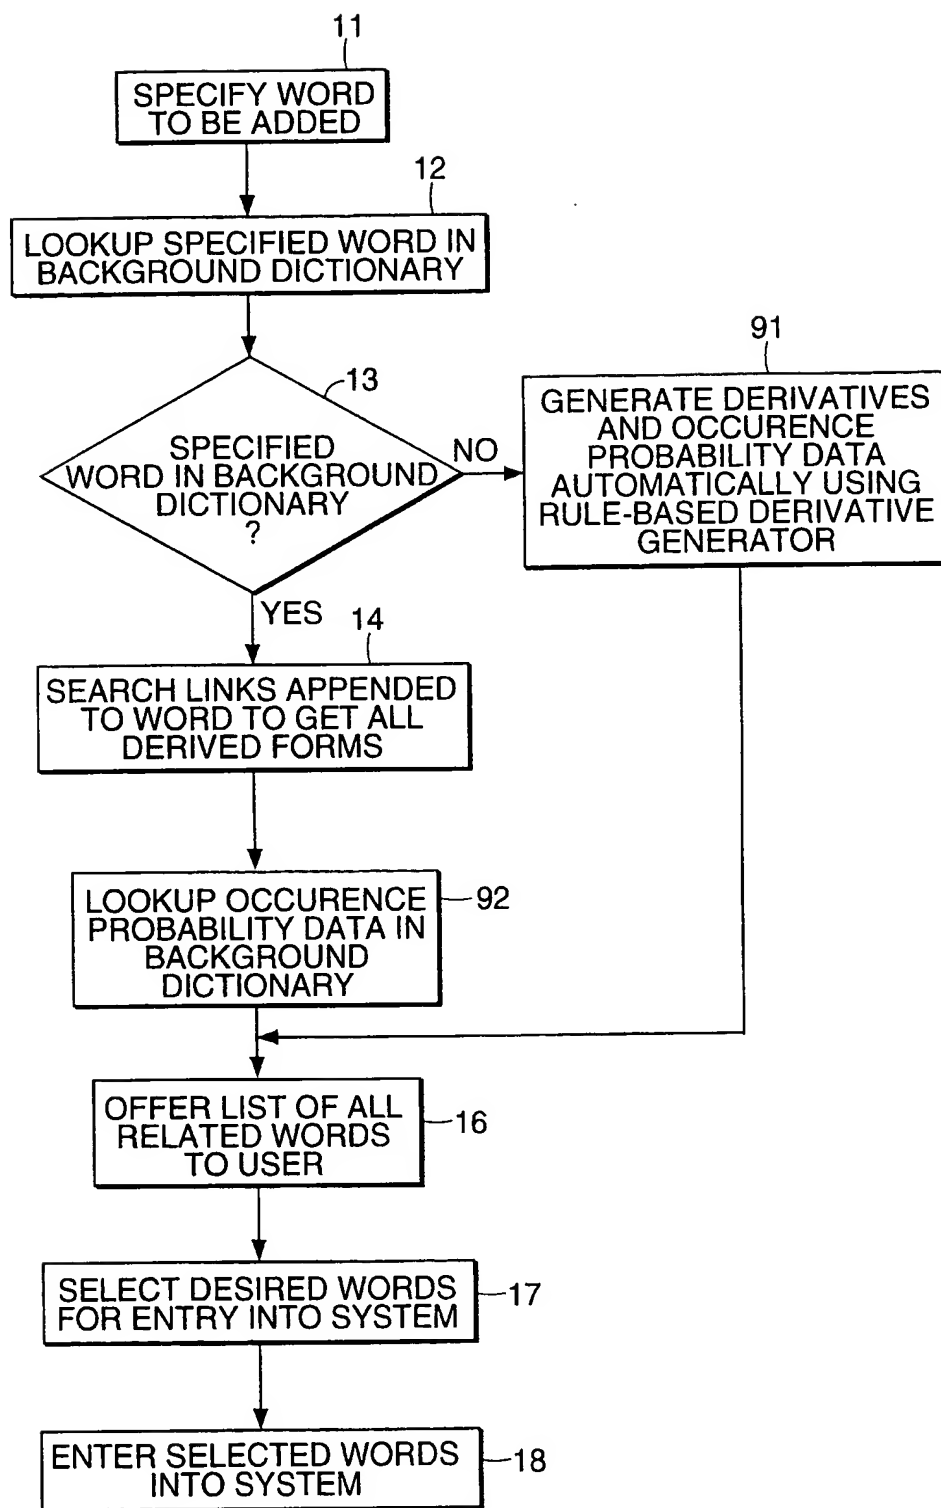 11
SPECIFY WORD
TO BE ADDED
12
LOOKUP SPECIFIED WORD IN
BACKGROUND DICTIONARY
13
SPECIFIED
WORD IN BACKGROUND
DICTIONARY
?
NO
91
GENERATE DERIVATIVES
AND OCCURENCE
PROBABILITY DATA
AUTOMATICALLY USING
RULE-BASED DERIVATIVE
GENERATOR
YES
14
SEARCH LINKS APPENDED
TO WORD TO GET ALL
DERIVED FORMS
LOOKUP OCCURENCE
PROBABILITY DATA IN
BACKGROUND
DICTIONARY
92
OFFER LIST OF ALL
RELATED WORDS
TO USER
16
SELECT DESIRED WORDS
FOR ENTRY INTO SYSTEM
17
ENTER SELECTED WORDS
INTO SYSTEM
18